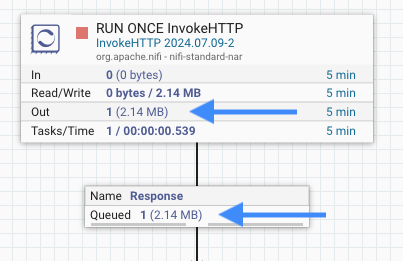 RUN ONCE InvokeHTTP
InvokeHTTP 2024.07.09-2
org.apache.nifi - nifi-standard-nar
In 0 (0 bytes) 5 min
Read/Write 0 bytes / 2.14 MB 5 min
Out 1 (2.14 MB) 5 min
Tasks/Time 1 / 00:00:00.539 5 min
Name Response
Queued 1 (2.14 MB)